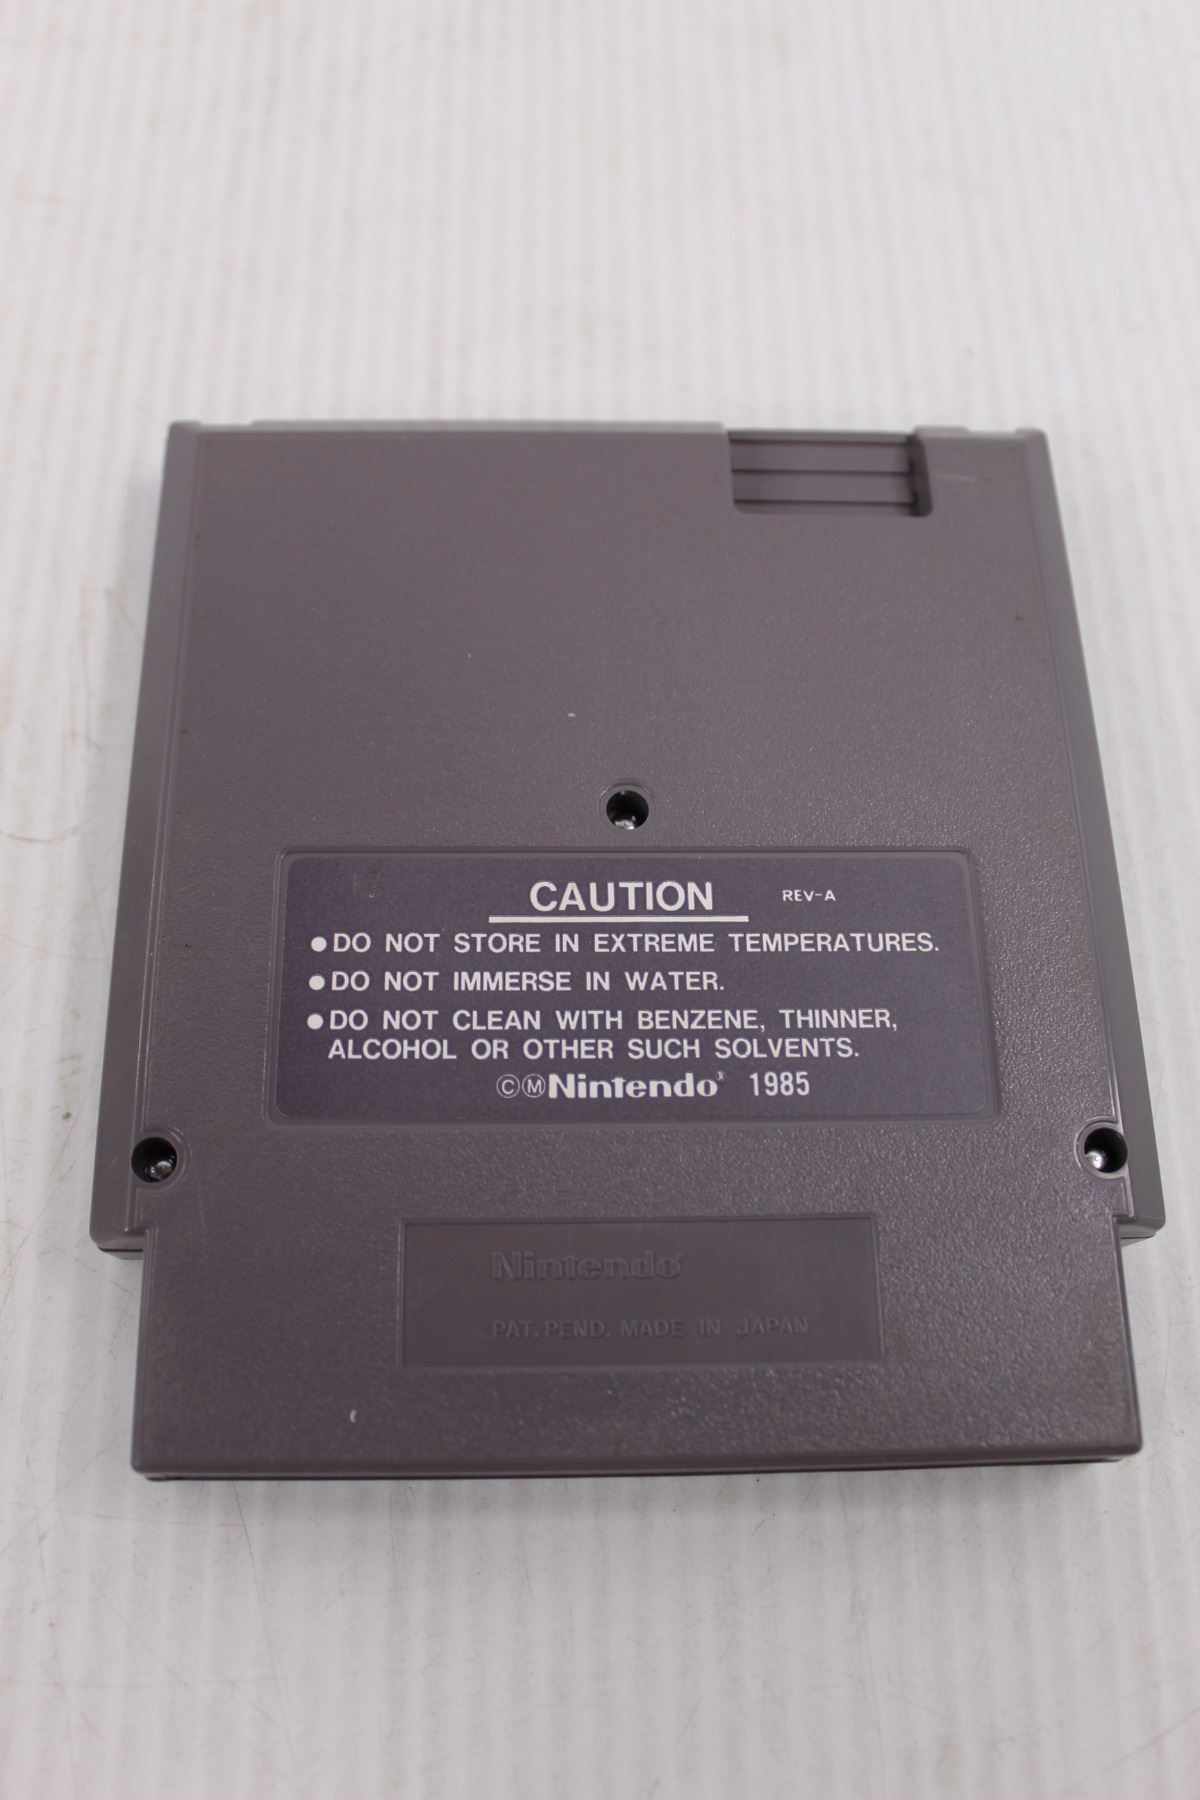 CAUTION REV-A
●DO NOT STORE IN EXTREME TEMPERATURES.
●DO NOT IMMERSE IN WATER.
●DO NOT CLEAN WITH BENZENE, THINNER,
ALCOHOL OR OTHER SUCH SOLVENTS.
©ⓂNintendo® 1985
Nintendo®
PAT. PEND. MADE IN JAPAN